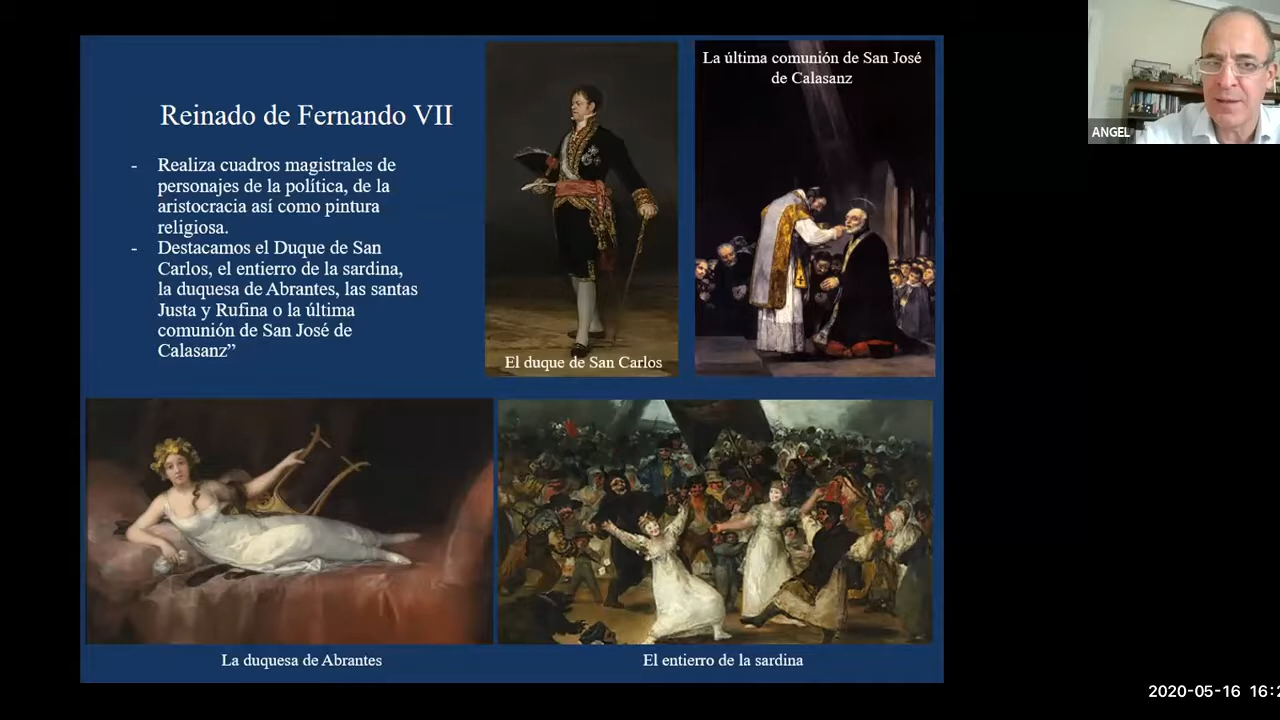 Reinado de Fernando VII
- Realiza cuadros magistrales de
personajes de la política, de la
aristocracia así como pintura
religiosa.
- Destacamos el Duque de San
Carlos, el entierro de la sardina,
la duquesa de Abrantes, las santas
Justa y Rufina o la última
comunión de San José de
Calasanz”
El duque de San Carlos
La última comunión de San José
de Calasanz
La duquesa de Abrantes
El entierro de la sardina
ANGEL
2020-05-16 16:2